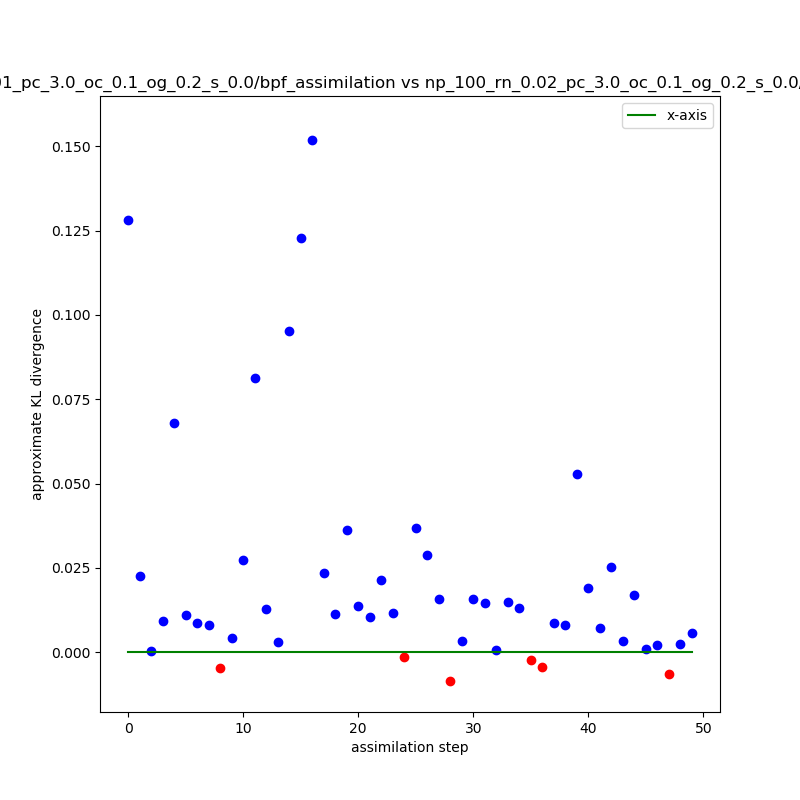 01_pc_3.0_oc_0.1_og_0.2_s_0.0/bpf_assimilation vs np_100_rn_0.02_pc_3.0_oc_0.1_og_0.2_s_0.0/
x-axis
0.150
0.125
0.100
0.075
0.050
0.025
0.000
approximate KL divergence
0 10 20 30 40 50
assimilation step